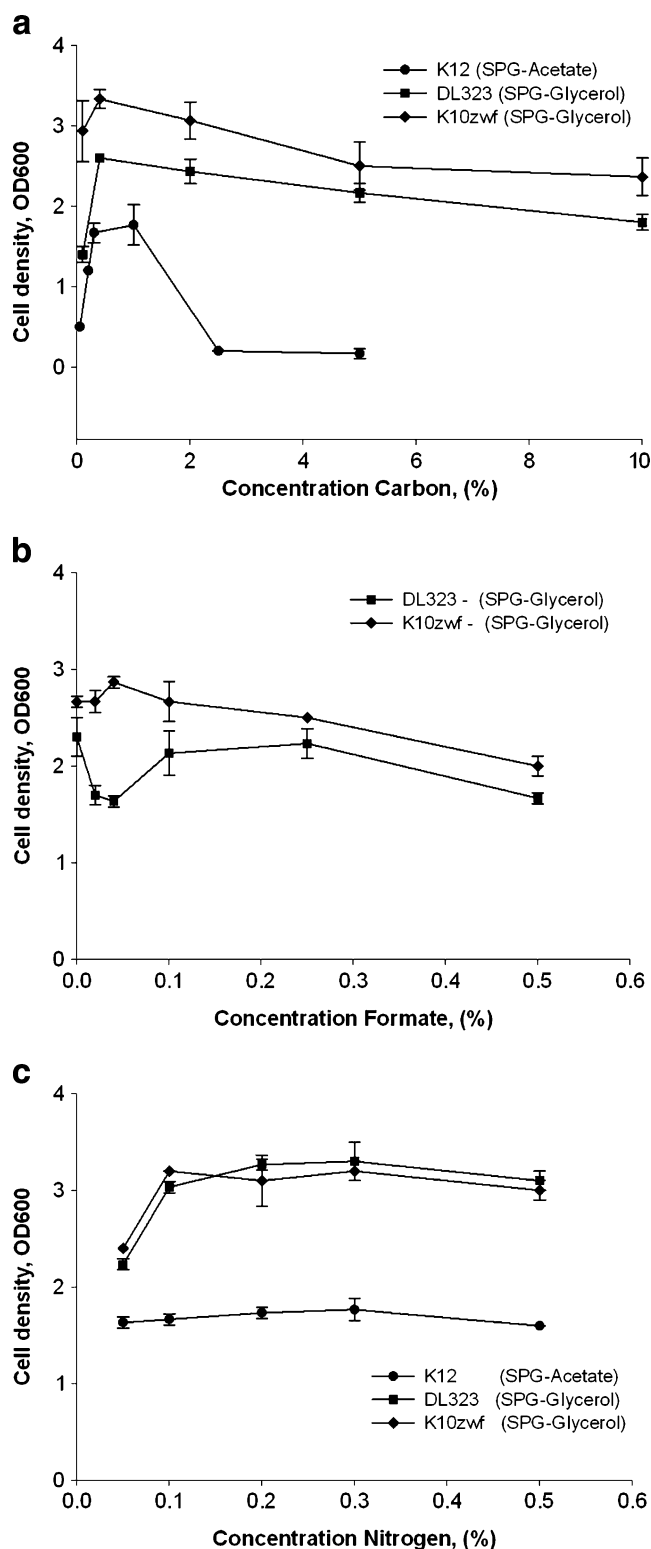 a
4
3
2
1
0
Cell density, OD600
K12 (SPG-Acetate)
DL323 (SPG-Glycerol)
K10zwf (SPG-Glycerol)
0 2 4 6 8 10
Concentration Carbon, (%)
b
4
3
2
1
0
Cell density, OD600
DL323 - (SPG-Glycerol)
K10zwf - (SPG-Glycerol)
0.0 0.1 0.2 0.3 0.4 0.5 0.6
Concentration Formate, (%)
c
4
3
2
1
0
Cell density, OD600
K12 (SPG-Acetate)
DL323 (SPG-Glycerol)
K10zwf (SPG-Glycerol)
0.0 0.1 0.2 0.3 0.4 0.5 0.6
Concentration Nitrogen, (%)